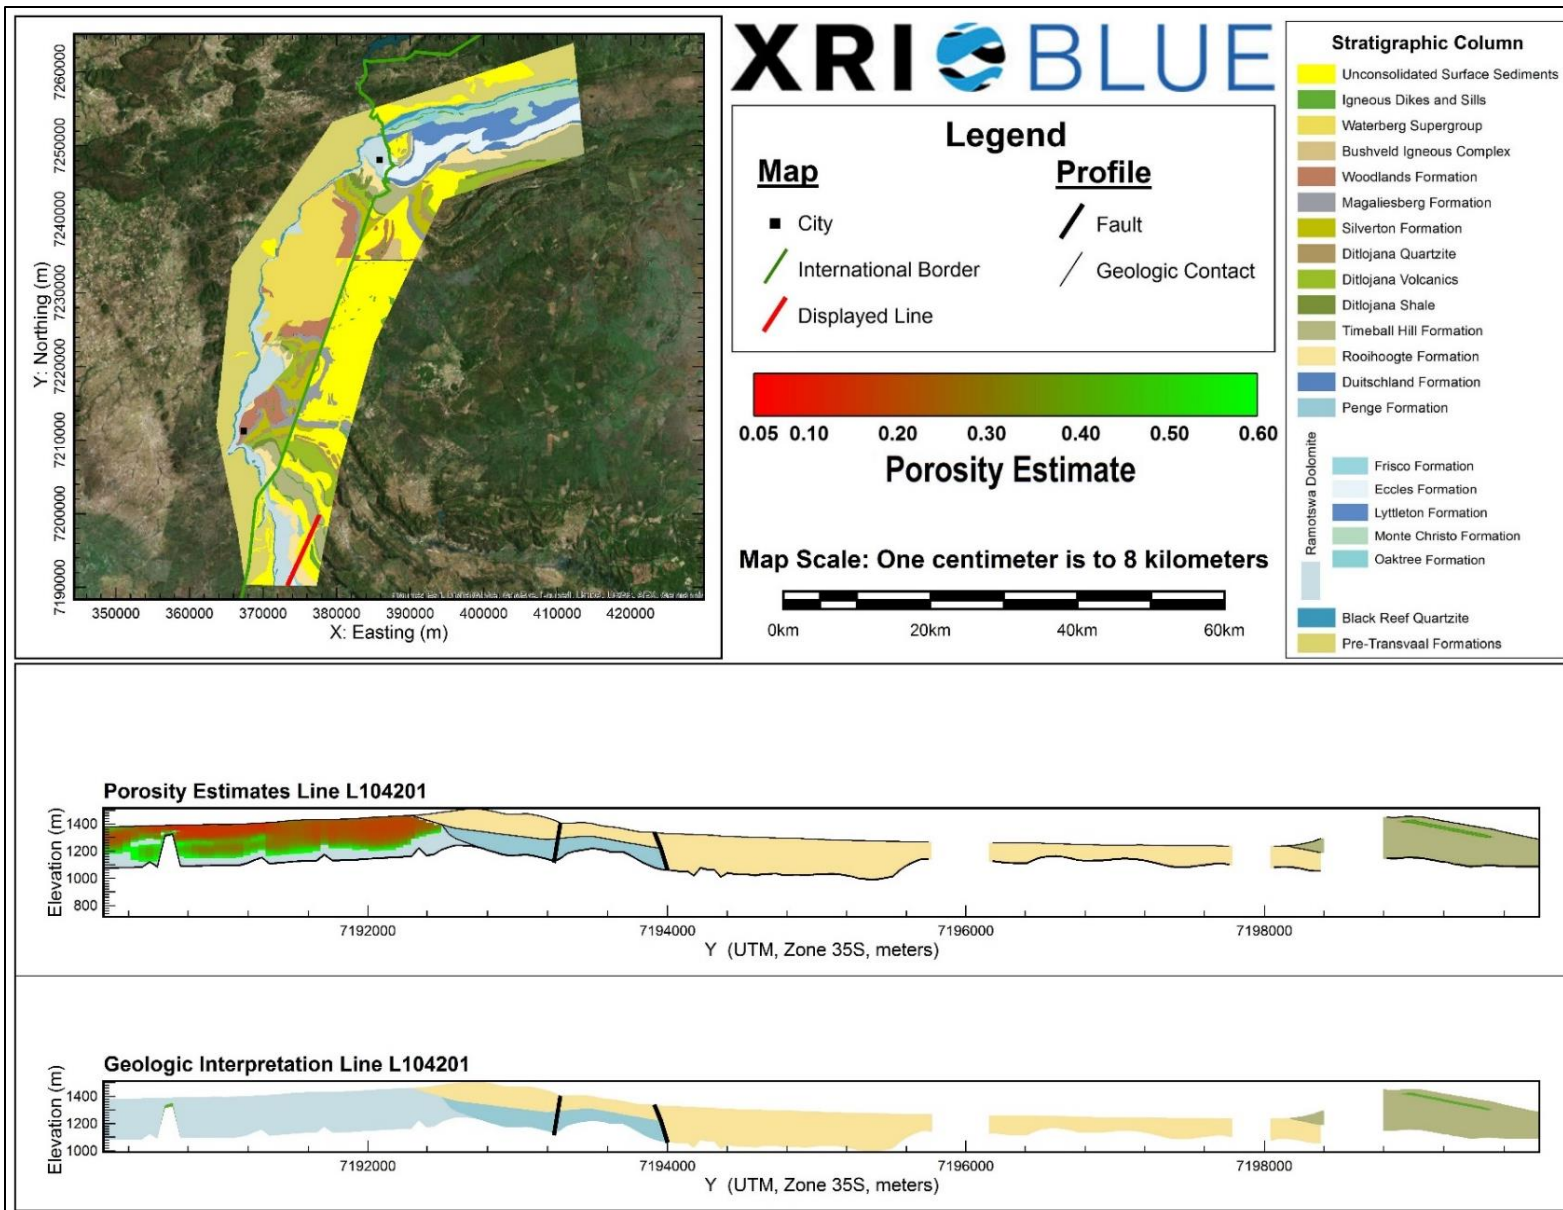 XRI BLUE
Legend
Map
City
International Border
Displayed Line
Profile
Fault
Geologic Contact
0.05 0.10 0.20 0.30 0.40 0.50 0.60
Porosity Estimate
Map Scale: One centimeter is to 8 kilometers
0km 20km 40km 60km
Stratigraphic Column
Unconsolidated Surface Sediments
Igneous Dikes and Sills
Waterberg Supergroup
Bushveld Igneous Complex
Woodlands Formation
Magaliesberg Formation
Silverton Formation
Ditlojana Quartzite
Ditlojana Volcanics
Ditlojana Shale
Timeball Hill Formation
Rooihoogte Formation
Duitschland Formation
Penge Formation
Ramotswa Dolomite
Frisco Formation
Eccles Formation
Lyttleton Formation
Monte Christo Formation
Oaktree Formation
Black Reef Quartzite
Pre-Transvaal Formations
Y: Northing (m)
7260000
7250000
7240000
7230000
7220000
7210000
7200000
7190000
350000 360000 370000 380000 390000 400000 410000 420000
X: Easting (m)
Porosity Estimates Line L104201
Elevation (m)
1400
1200
1000
800
7192000 7194000 7196000 7198000
Y (UTM, Zone 35S, meters)
Geologic Interpretation Line L104201
Elevation (m)
1400
1200
1000
7192000 7194000 7196000 7198000
Y (UTM, Zone 35S, meters)